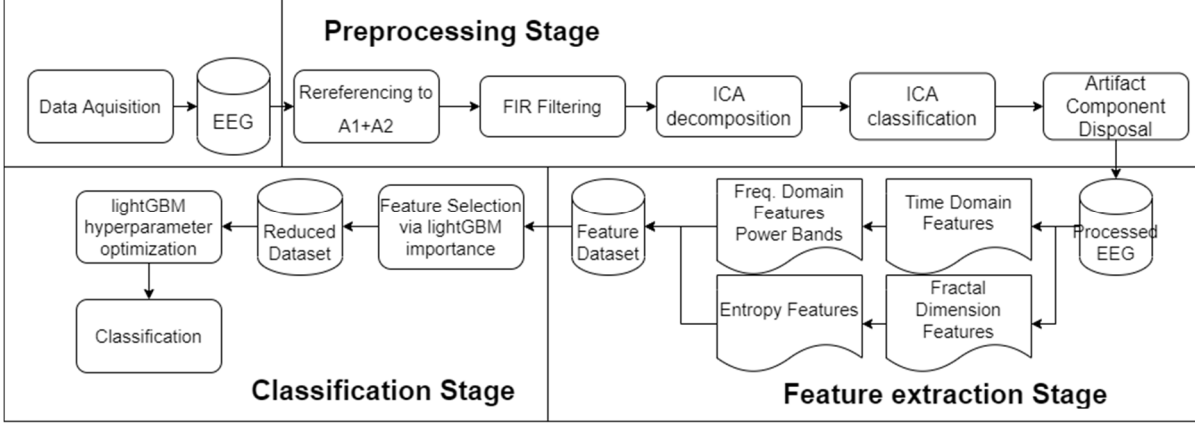 Preprocessing Stage
Data Aquisition
EEG
Rereferencing to
A1+A2
FIR Filtering
ICA
decomposition
ICA
classification
Artifact
Component
Disposal
Processed
EEG
Time Domain
Features
Freq. Domain
Features
Power Bands
Fractal
Dimension
Features
Entropy Features
Feature
Dataset
Feature extraction Stage
Feature Selection
via lightGBM
importance
Reduced
Dataset
lightGBM
hyperparameter
optimization
Classification
Classification Stage